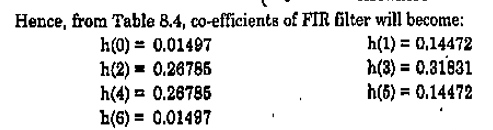 Hence, from Table 8.4, co-efficients of FIR filter will become:
h(0) = 0.01497 h(1) = 0.14472
h(2) = 0.26785 h(3) = 0.31831
h(4) = 0.26785 h(5) = 0.14472
h(6) = 0.01497